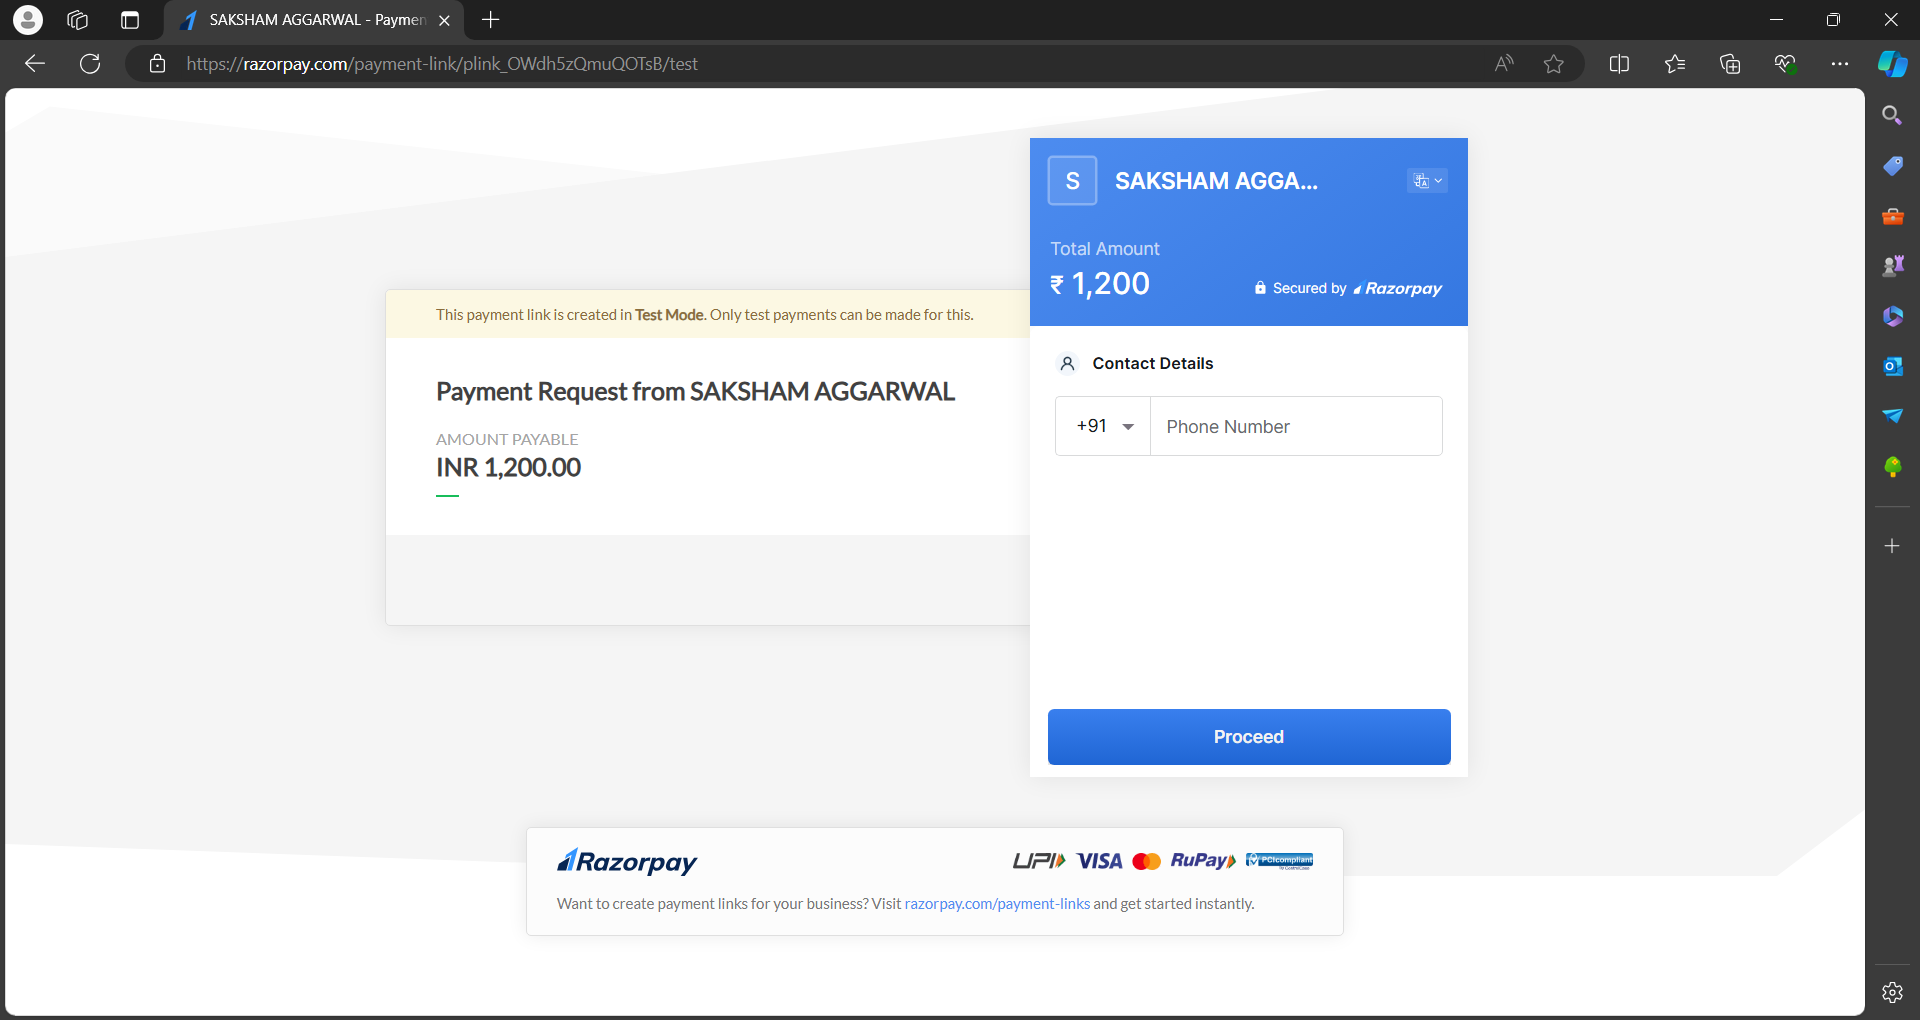 SAKSHAM AGGARWAL - Paymen
https://razorpay.com/payment-link/plink_OWdh5zQmuQOTsB/test
S
SAKSHAM AGGA...
Total Amount
₹ 1,200
Secured by Razorpay
This payment link is created in Test Mode. Only test payments can be made for this.
Payment Request from SAKSHAM AGGARWAL
AMOUNT PAYABLE
INR 1,200.00
Contact Details
+91
Phone Number
Proceed
Razorpay
UPI VISA RuPay PCI compliant
Want to create payment links for your business? Visit razorpay.com/payment-links and get started instantly.